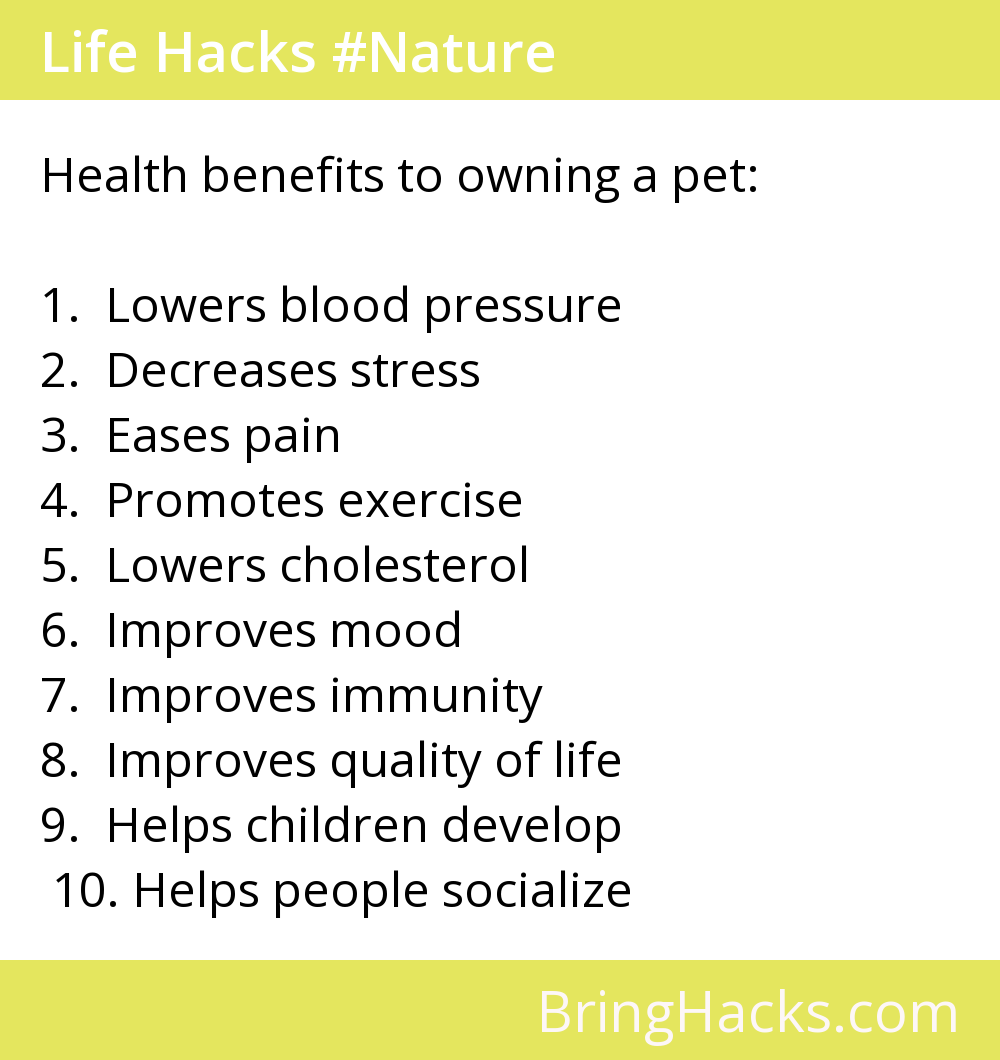 Life Hacks #Nature
Health benefits to owning a pet:
1. Lowers blood pressure
2. Decreases stress
3. Eases pain
4. Promotes exercise
5. Lowers cholesterol
6. Improves mood
7. Improves immunity
8. Improves quality of life
9. Helps children develop
10. Helps people socialize
BringHacks.com